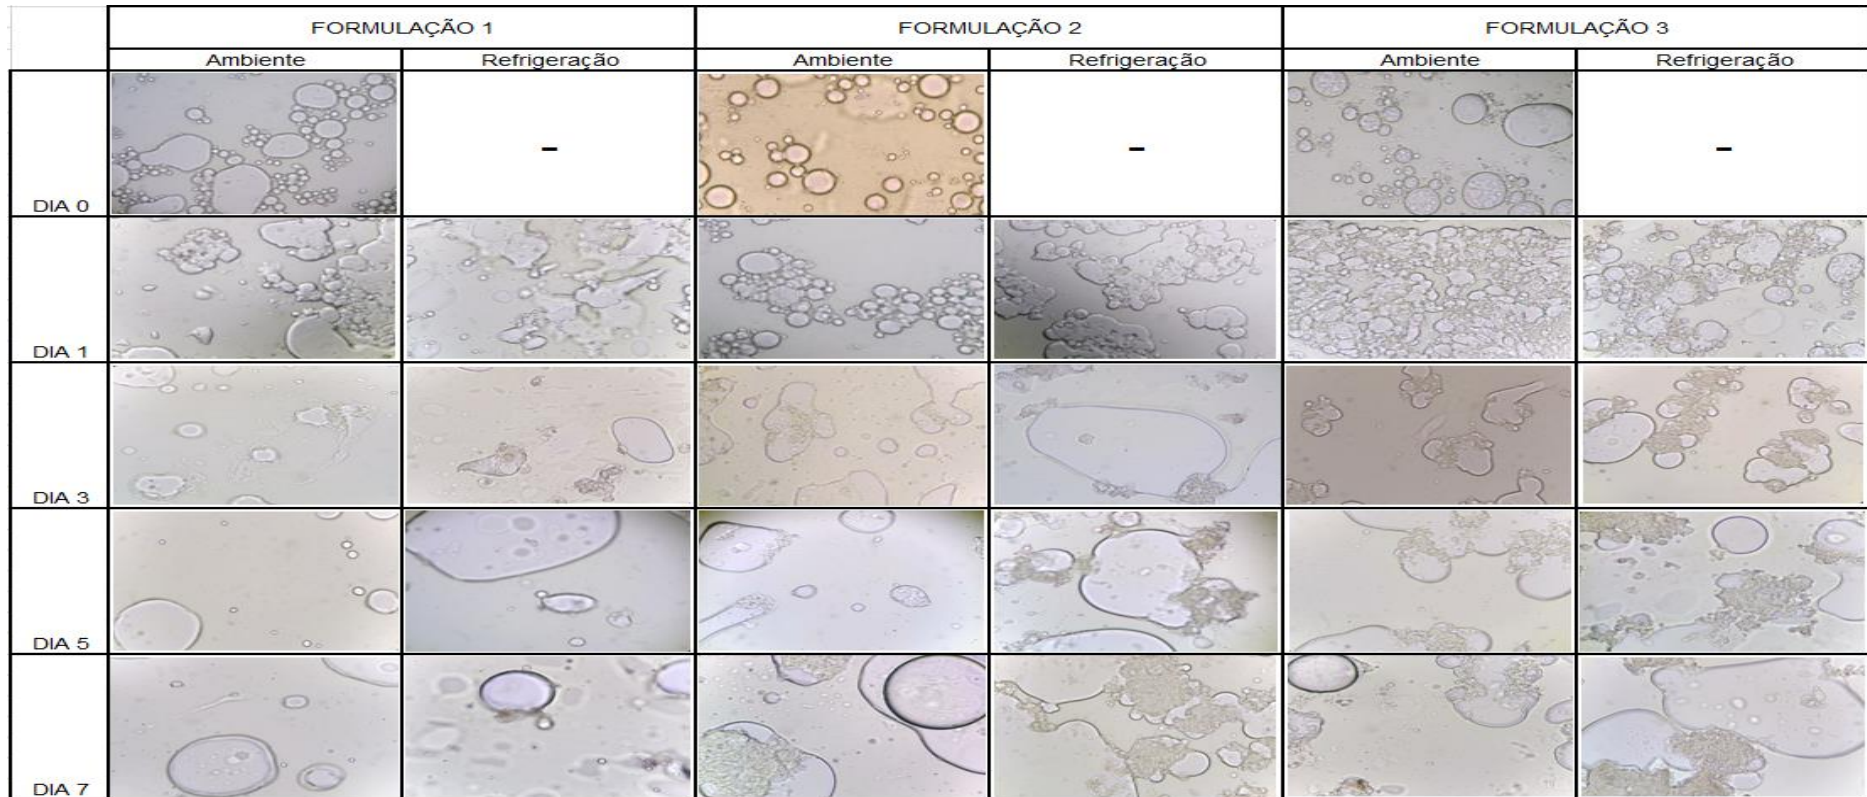 FORMULAÇÃO 1 FORMULAÇÃO 2 FORMULAÇÃO 3
Ambiente Refrigeração Ambiente Refrigeração Ambiente Refrigeração
DIA 0 - - -
DIA 1
DIA 3
DIA 5
DIA 7